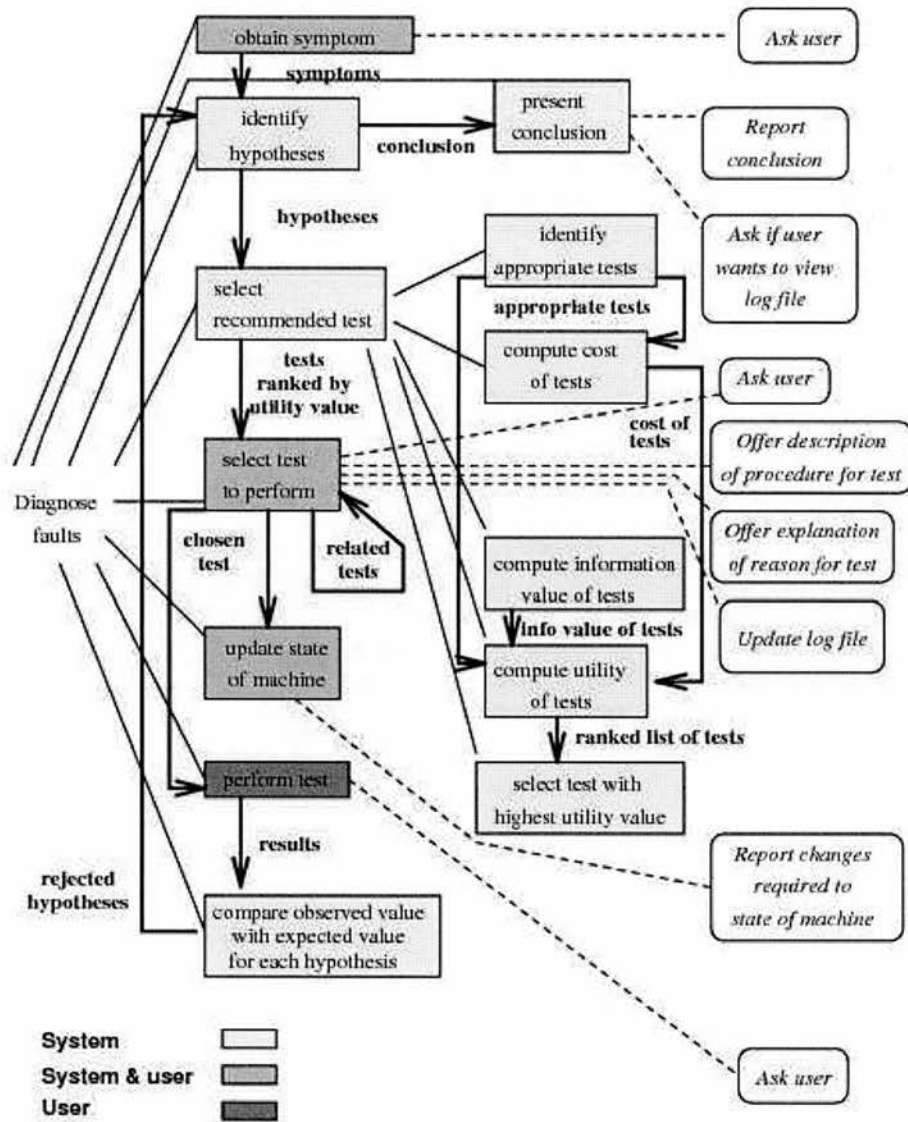 obtain symptom
Ask user
symptoms
identify
hypotheses
conclusion
present
conclusion
Report
conclusion
hypotheses
identify
appropriate tests
Ask if user
wants to view
log file
select
recommended test
appropriate tests
compute cost
of tests
tests
ranked by
utility value
Ask user
cost of
tests
select test
to perform
Offer description
of procedure for test
Diagnose
faults
chosen
test
related
tests
Offer explanation
of reason for test
compute information
value of tests
info value of tests
Update log file
update state
of machine
compute utility
of tests
ranked list of tests
perform test
select test with
highest utility value
results
rejected
hypotheses
Report changes
required to
state of machine
compare observed value
with expected value
for each hypothesis
System
System & user
User
Ask user